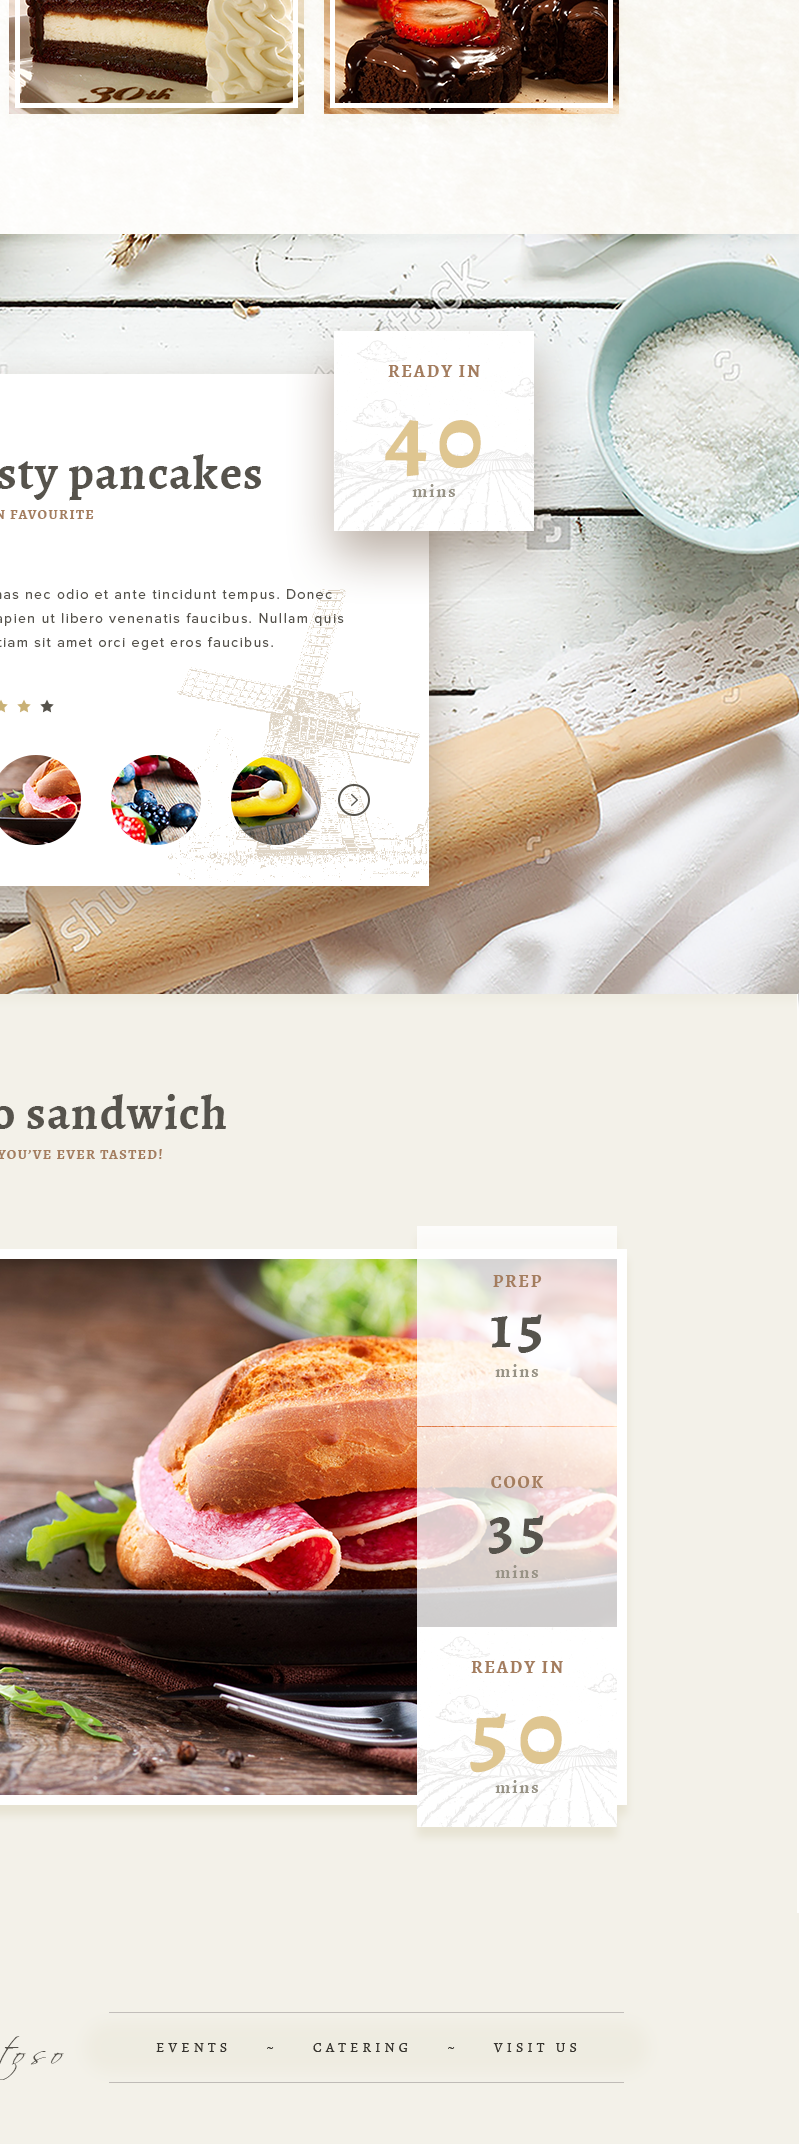 30th
READY IN
40
mins
sty pancakes
N FAVOURITE
nas nec odio et ante tincidunt tempus. Donec
apien ut libero venenatis faucibus. Nullam quis
tiam sit amet orci eget eros faucibus.
o sandwich
YOU'VE EVER TASTED!
PREP
15
mins
COOK
35
mins
READY IN
50
mins
toso
EVENTS ~ CATERING ~ VISIT US